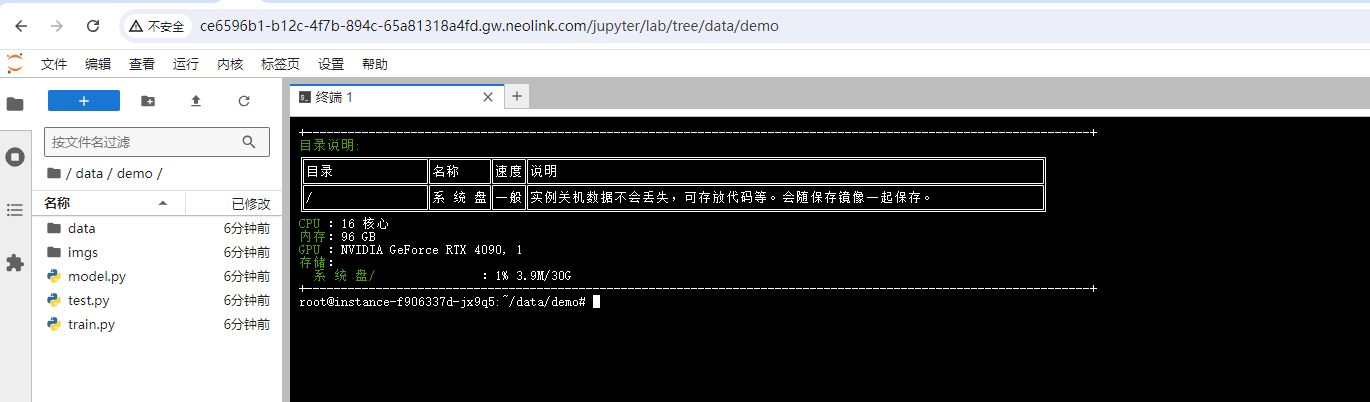 不安全 ce6596b1-b12c-4f7b-894c-65a81318a4fd.gw.neolink.com/jupyter/lab/tree/data/demo
文件 编辑 查看 运行 内核 标签页 设置 帮助
终端 1
按文件名过滤
/ data / demo /
名称 已修改
data 6分钟前
imgs 6分钟前
model.py 6分钟前
test.py 6分钟前
train.py 6分钟前
目录说明:
目录 名称 速度 说明
/ 系 统 盘 一般 实例关机数据不会丢失，可存放代码等。会随保存镜像一起保存。
CPU : 16 核心
内存: 96 GB
GPU : NVIDIA GeForce RTX 4090, 1
存储:
系 统 盘/ : 1% 3.9M/30G
root@instance-f906337d-jx9q5:~/data/demo#